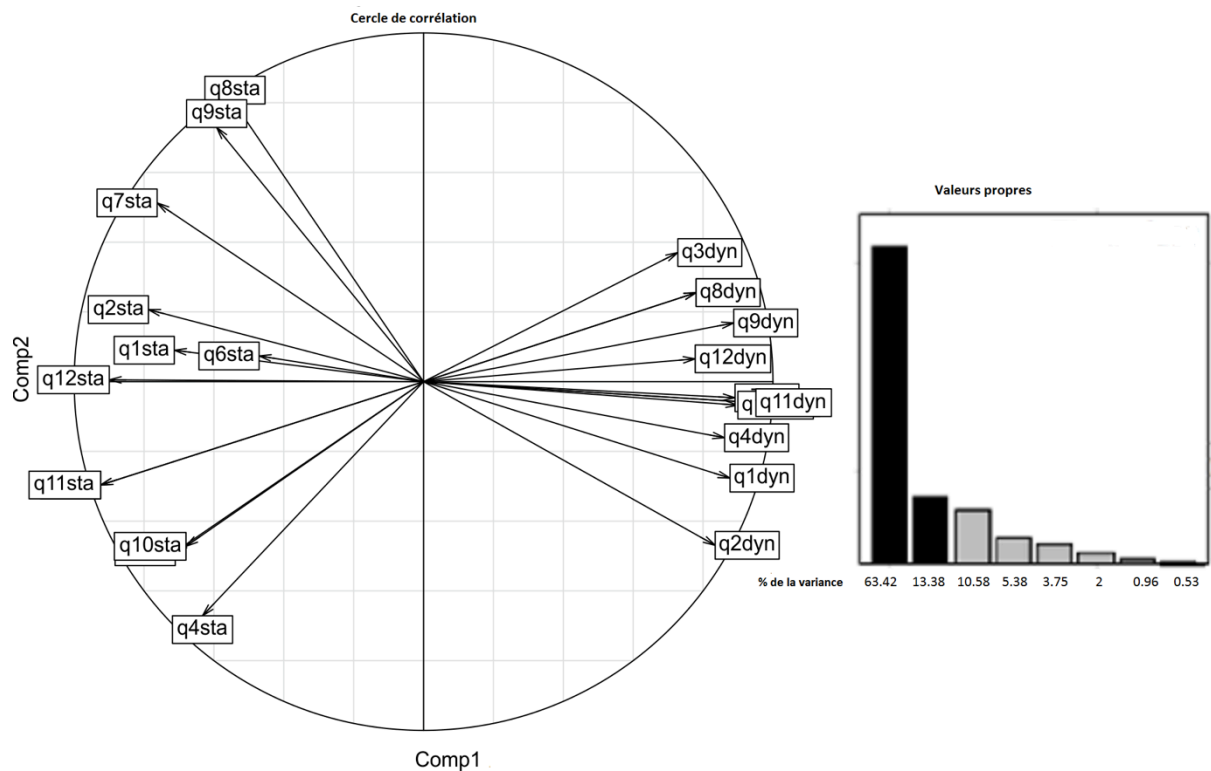 Cercle de corrélation
q8sta
q9sta
q7sta
Valeurs propres
q3dyn
q8dyn
q2sta
q9dyn
q1sta
q6sta
q12dyn
Comp2
q12sta
q11dyn
q4dyn
q11sta
q1dyn
q10sta
q2dyn
% de la variance 63.42 13.38 10.58 5.38 3.75 2 0.96 0.53
q4sta
Comp1